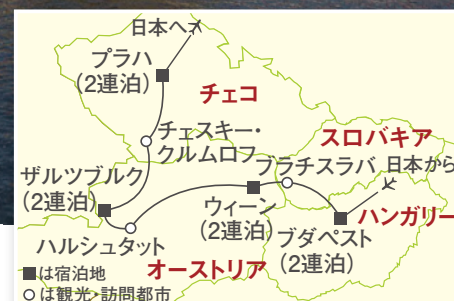 日本へ
プラハ
(2連泊)
チェコ
チェスキー・
クルムロフ
スロバキア
ザルツブルク
(2連泊)
ブラチスラバ
日本から
ウィーン
(2連泊)
ハンガリー
ブダペスト
(2連泊)
ハルシュタット
オーストリア
■は宿泊地
○は観光・訪問都市